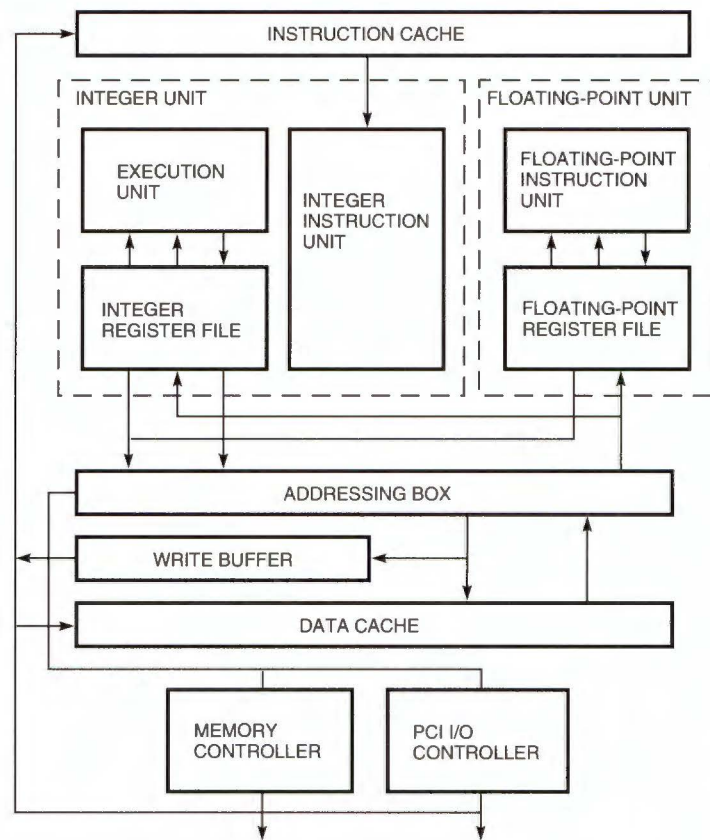 INSTRUCTION CACHE
INTEGER UNIT
FLOATING-POINT UNIT
EXECUTION
UNIT
INTEGER
INSTRUCTION
UNIT
FLOATING-POINT
INSTRUCTION
UNIT
INTEGER
REGISTER FILE
FLOATING-POINT
REGISTER FILE
ADDRESSING BOX
WRITE BUFFER
DATA CACHE
MEMORY
CONTROLLER
PCI I/O
CONTROLLER